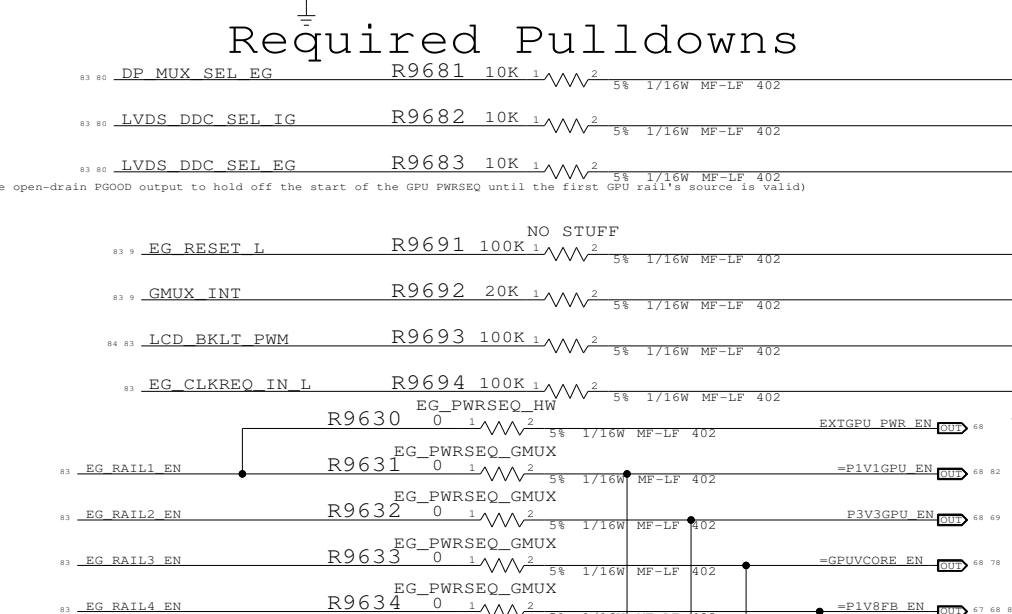 Required Pulldowns
83 80 DP_MUX_SEL_EG R9681 10K 1 2 5% 1/16W MF-LF 402
83 80 LVDS_DDC_SEL_IG R9682 10K 1 2 5% 1/16W MF-LF 402
83 80 LVDS_DDC_SEL_EG R9683 10K 1 2 5% 1/16W MF-LF 402
e open-drain PGOOD output to hold off the start of the GPU PWRSEQ until the first GPU rail's source is valid)
NO STUFF
83 9 EG_RESET_L R9691 100K 1 2 5% 1/16W MF-LF 402
83 9 GMUX_INT R9692 20K 1 2 5% 1/16W MF-LF 402
84 83 LCD_BKLT_PWM R9693 100K 1 2 5% 1/16W MF-LF 402
83 EG_CLKREQ_IN_L R9694 100K 1 2 5% 1/16W MF-LF 402
EG_PWRSEQ_HW
R9630 0 1 2 5% 1/16W MF-LF 402 EXTGPU_PWR_EN OUT 68
EG_PWRSEQ_GMUX
83 EG_RAIL1_EN R9631 0 1 2 5% 1/16W MF-LF 402 =P1V1GPU_EN OUT 68 82
EG_PWRSEQ_GMUX
83 EG_RAIL2_EN R9632 0 1 2 5% 1/16W MF-LF 402 P3V3GPU_EN OUT 68 69
EG_PWRSEQ_GMUX
83 EG_RAIL3_EN R9633 0 1 2 5% 1/16W MF-LF 402 =GPUVCORE_EN OUT 68 78
EG_PWRSEQ_GMUX
83 EG_RAIL4_EN R9634 0 1 2 =P1V8FB_EN OUT 67 68